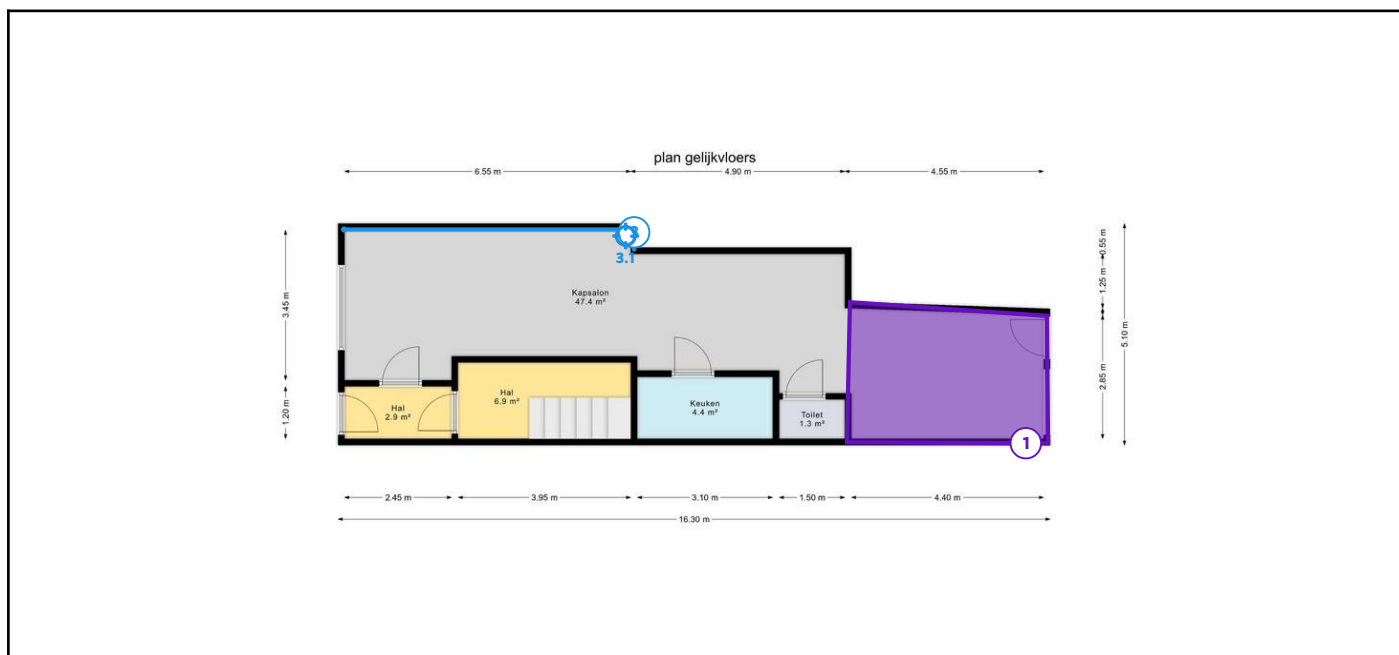 plan gelijkvloers
6.55 m
4.90 m
4.55 m
3.1
Kapsalon
47.4 m²
3.45 m
1.20 m
0.55 m
1.25 m
2.85 m
5.10 m
Hal
2.9 m²
Hal
6.9 m²
Keuken
4.4 m²
Toilet
1.3 m²
1
2.45 m
3.95 m
3.10 m
1.50 m
4.40 m
16.30 m